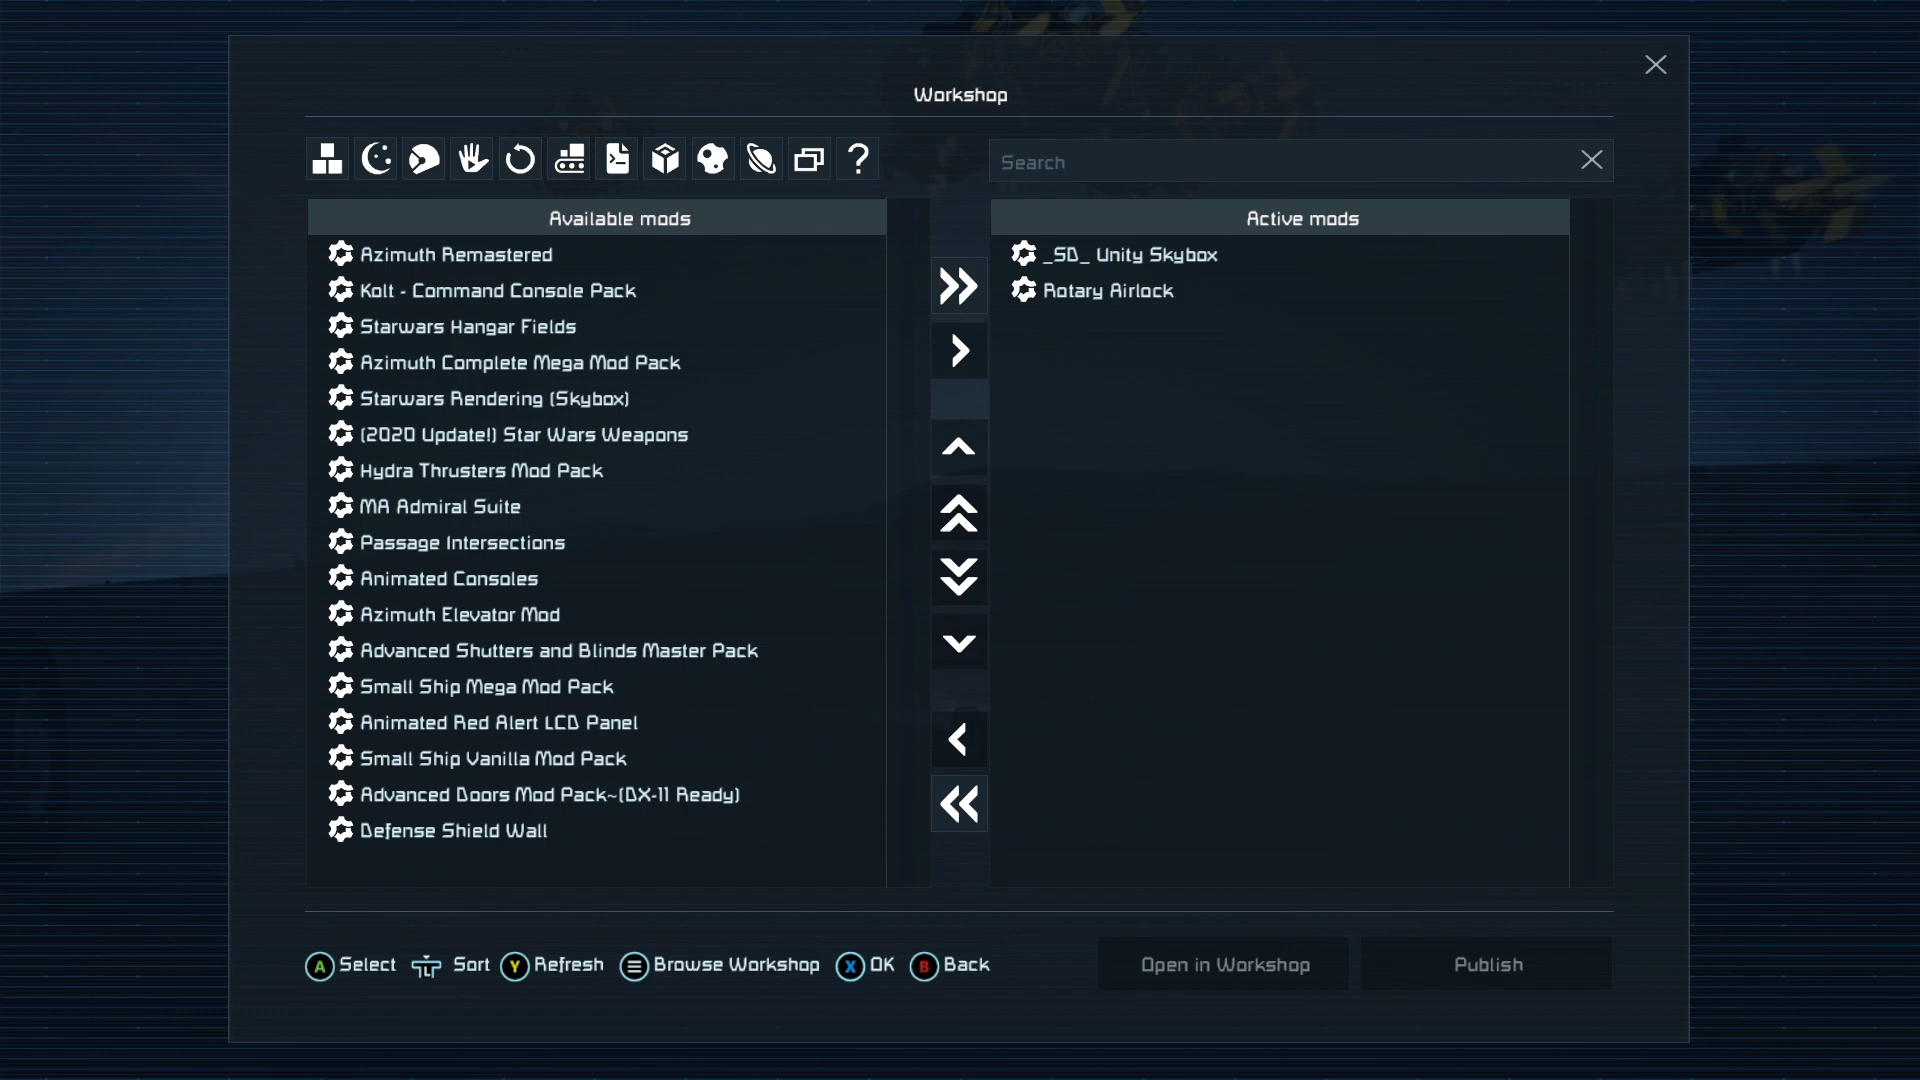 Workshop
Search
Available mods
Azimuth Remastered
Kolt - Command Console Pack
Starwars Hangar Fields
Azimuth Complete Mega Mod Pack
Starwars Rendering (Skybox)
(2020 Update!) Star Wars Weapons
Hydra Thrusters Mod Pack
MA Admiral Suite
Passage Intersections
Animated Consoles
Azimuth Elevator Mod
Advanced Shutters and Blinds Master Pack
Small Ship Mega Mod Pack
Animated Red Alert LCD Panel
Small Ship Vanilla Mod Pack
Advanced Doors Mod Pack~(DX-11 Ready)
Defense Shield Wall
Active mods
_SD_ Unity Skybox
Rotary Airlock
A Select Sort Y Refresh Browse Workshop X OK B Back
Open in Workshop
Publish